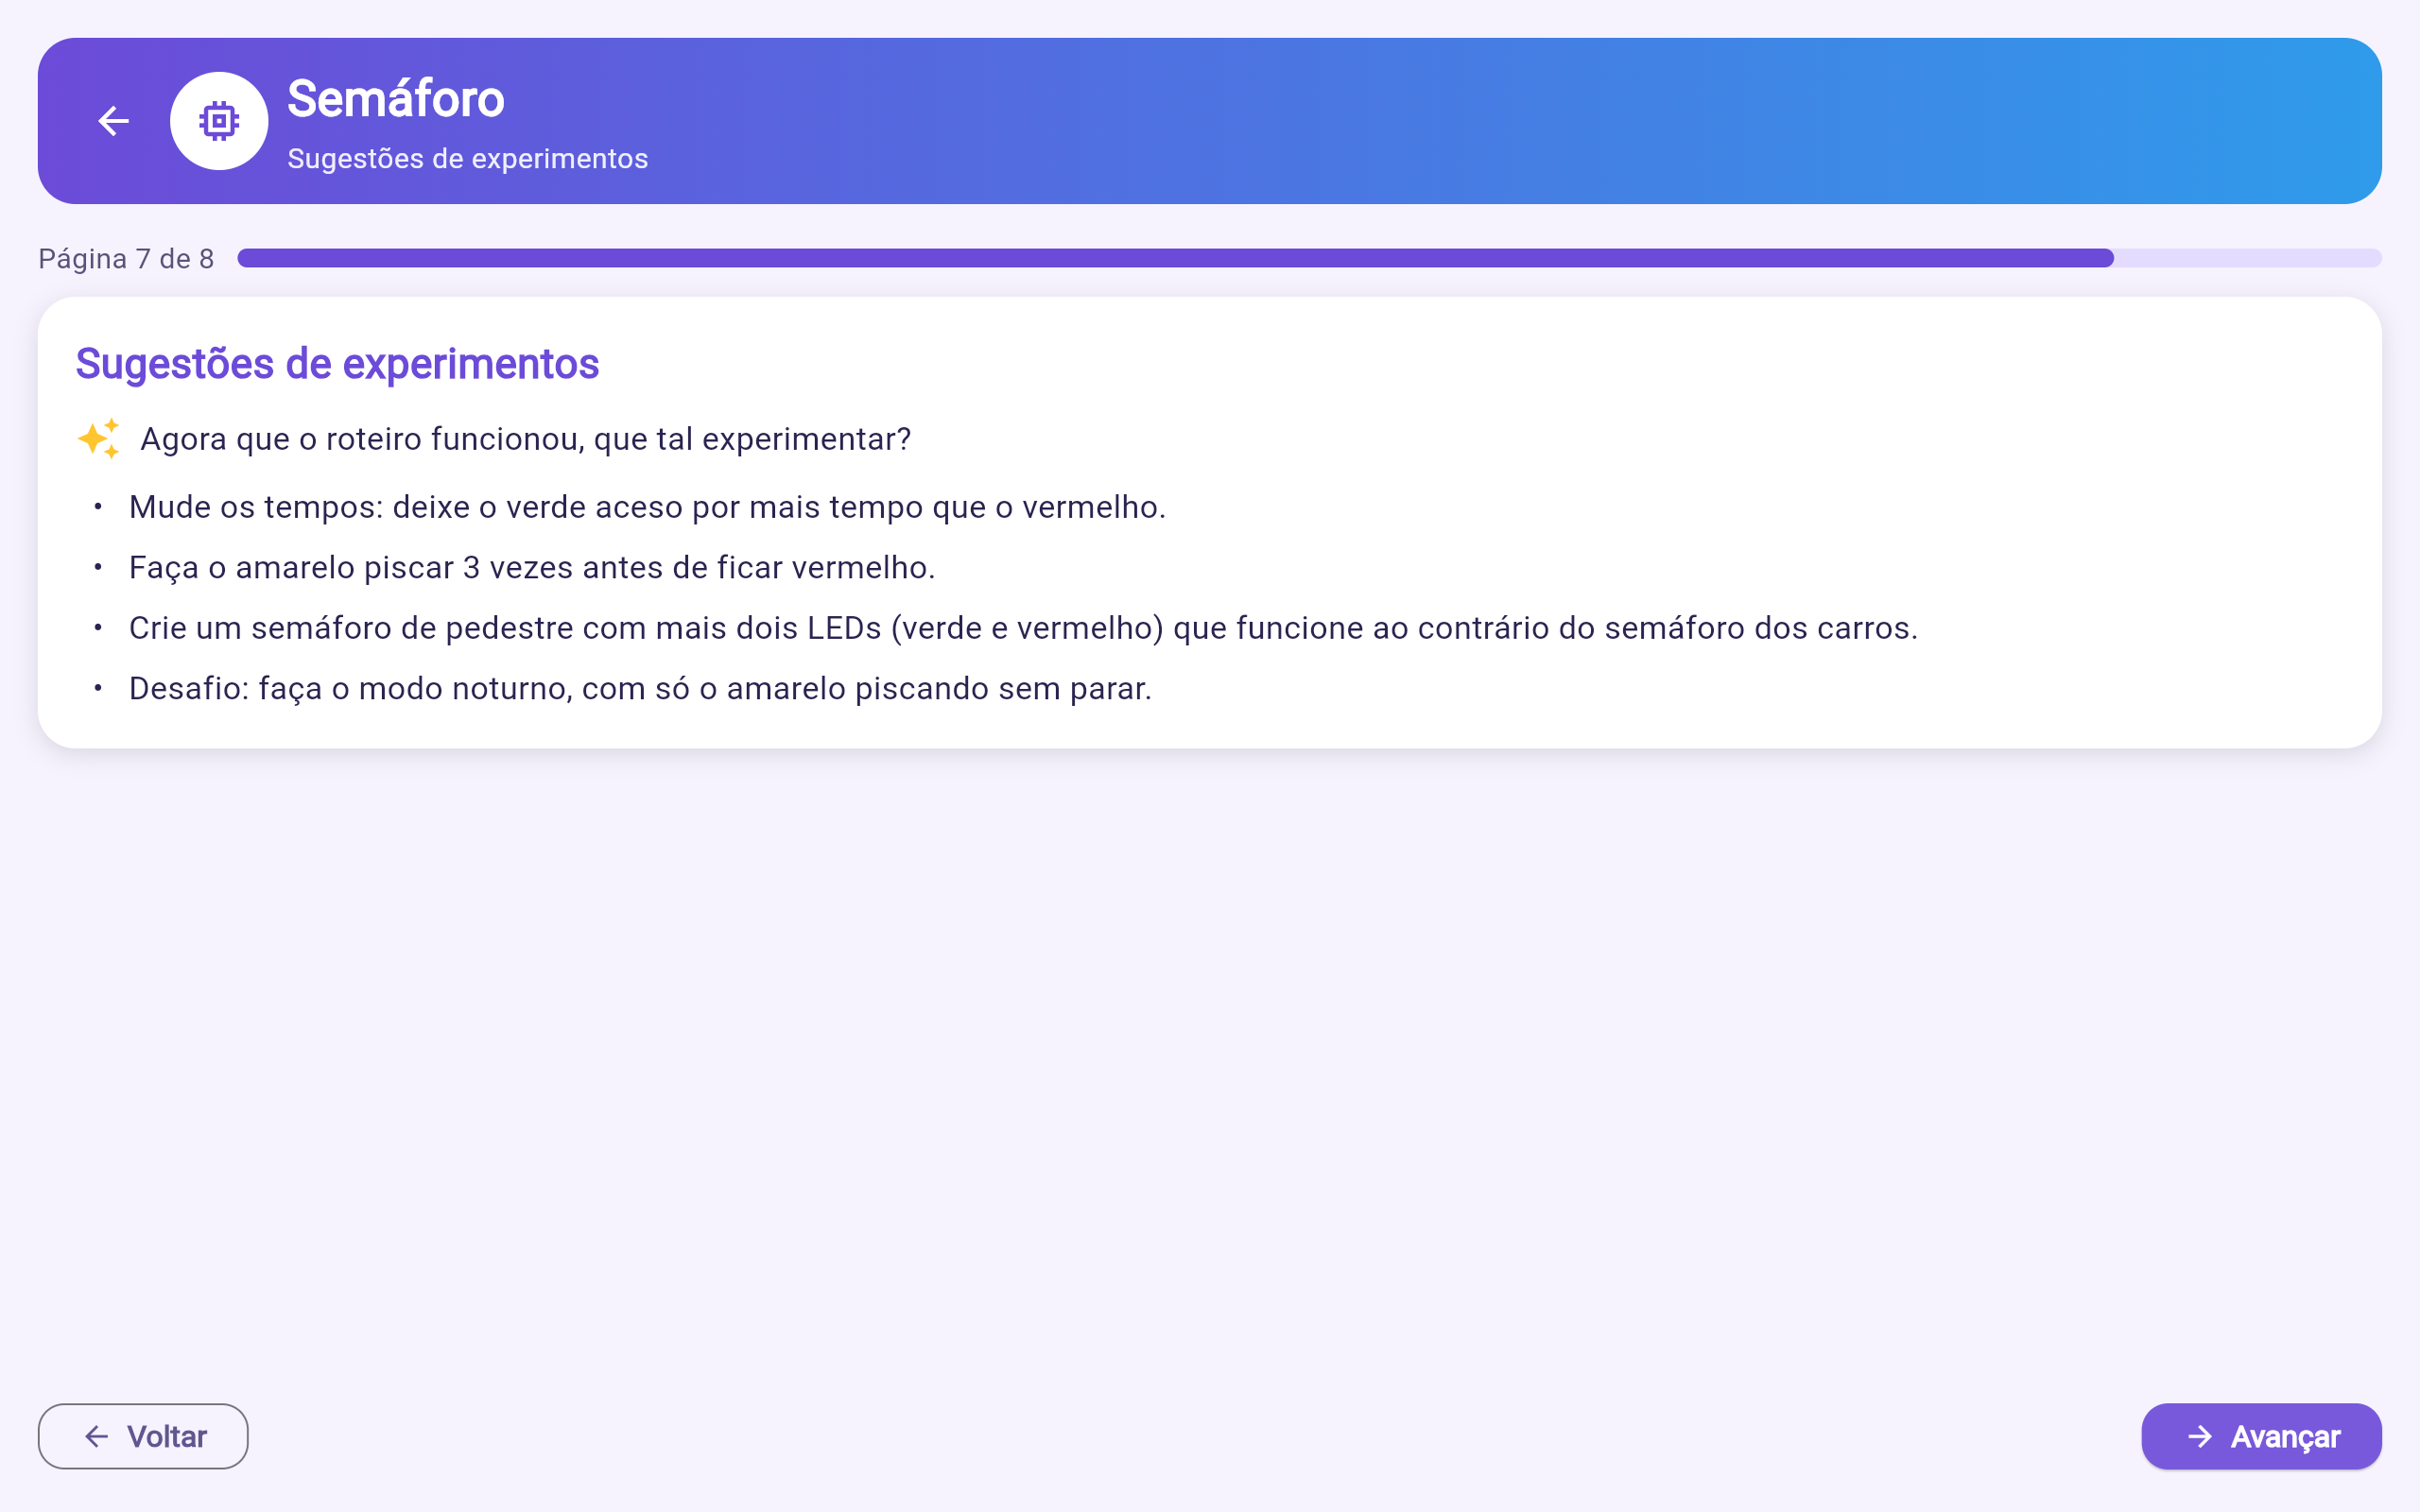 Semáforo
Sugestões de experimentos
Página 7 de 8
Sugestões de experimentos
Agora que o roteiro funcionou, que tal experimentar?
• Mude os tempos: deixe o verde aceso por mais tempo que o vermelho.
• Faça o amarelo piscar 3 vezes antes de ficar vermelho.
• Crie um semáforo de pedestre com mais dois LEDs (verde e vermelho) que funcione ao contrário do semáforo dos carros.
• Desafio: faça o modo noturno, com só o amarelo piscando sem parar.
Voltar
Avançar